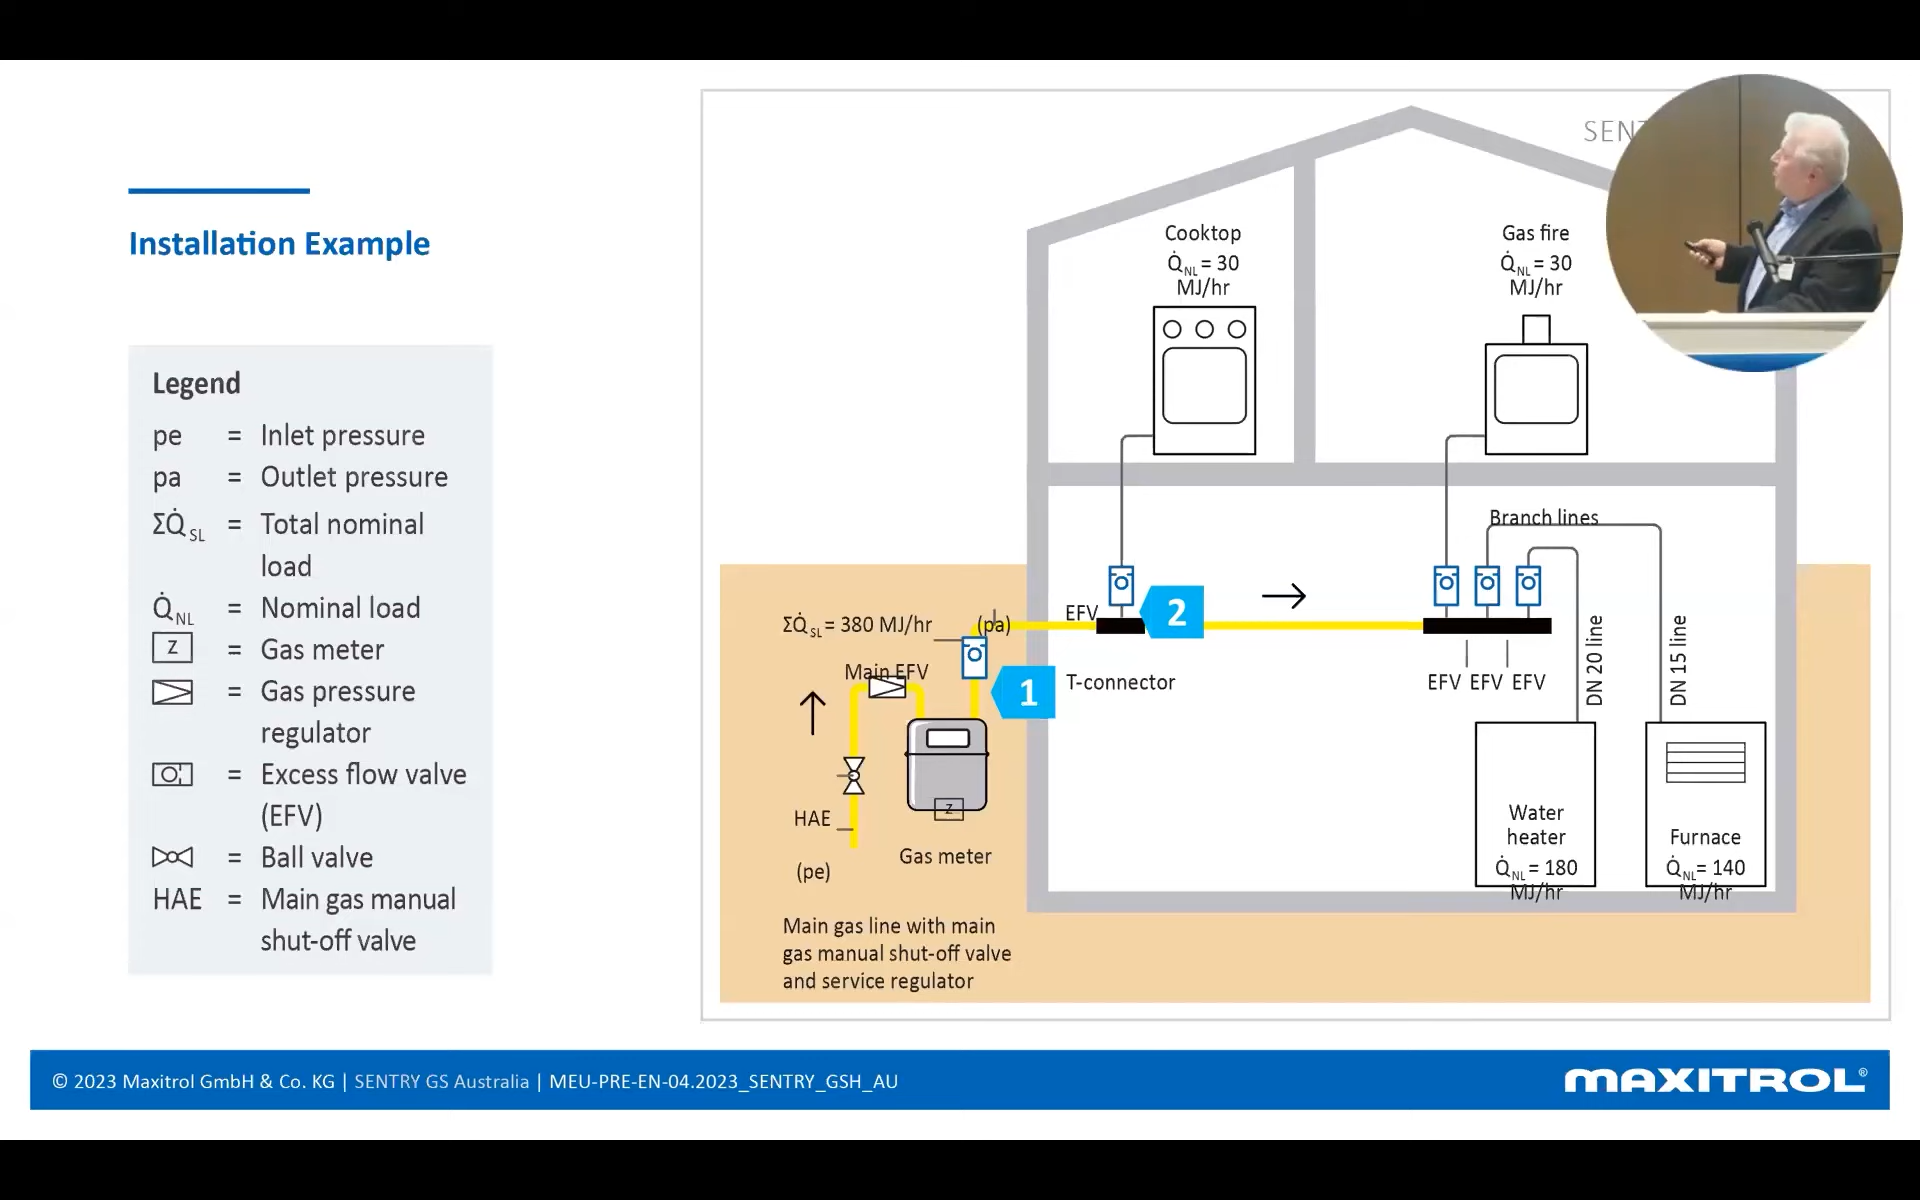 SEN
Installation Example
Legend
pe = Inlet pressure
pa = Outlet pressure
ΣQ̇SL = Total nominal
load
Q̇NL = Nominal load
Z = Gas meter
= Gas pressure
regulator
= Excess flow valve
(EFV)
= Ball valve
HAE = Main gas manual
shut-off valve
Cooktop
Q̇NL = 30
MJ/hr
Gas fire
Q̇NL = 30
MJ/hr
Branch lines
EFV
2
ΣQ̇SL = 380 MJ/hr
(pa)
Main EFV
1
T-connector
EFV EFV EFV
DN 20 line
DN 15 line
HAE
Z
(pe)
Gas meter
Water
heater
Q̇NL = 180
MJ/hr
Furnace
Q̇NL = 140
MJ/hr
Main gas line with main
gas manual shut-off valve
and service regulator
© 2023 Maxitrol GmbH & Co. KG | SENTRY GS Australia | MEU-PRE-EN-04.2023_SENTRY_GSH_AU
MAXITROL®